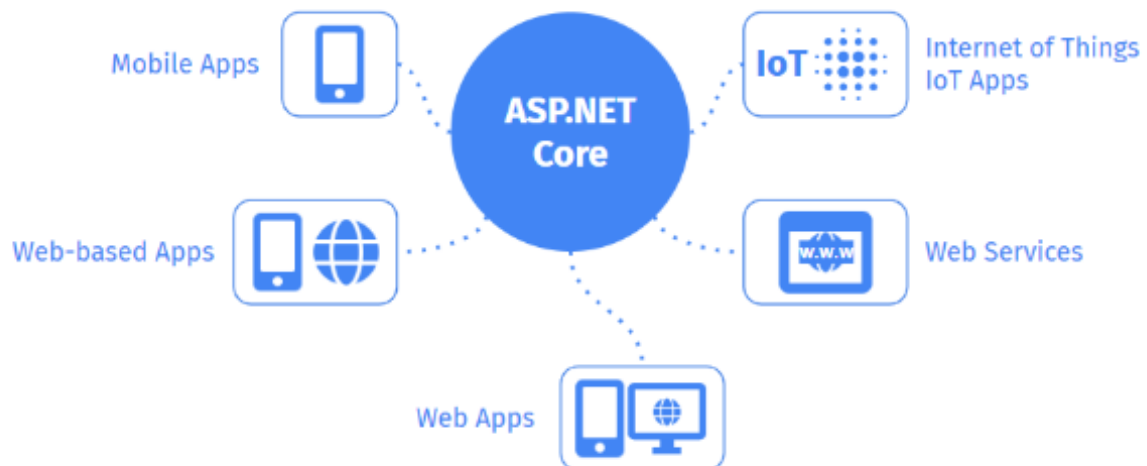 Mobile Apps
ASP.NET
Core
IoT
Internet of Things
IoT Apps
Web-based Apps
W.W.W
Web Services
Web Apps